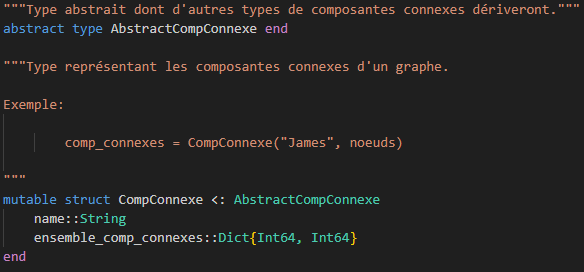 """Type abstrait dont d'autres types de composantes connexes dériveront."""
abstract type AbstractCompConnexe end
"""Type représentant les composantes connexes d'un graphe.
Exemple:
comp_connexes = CompConnexe("James", noeuds)
"""
mutable struct CompConnexe <: AbstractCompConnexe
name::String
ensemble_comp_connexes::Dict{Int64, Int64}
end